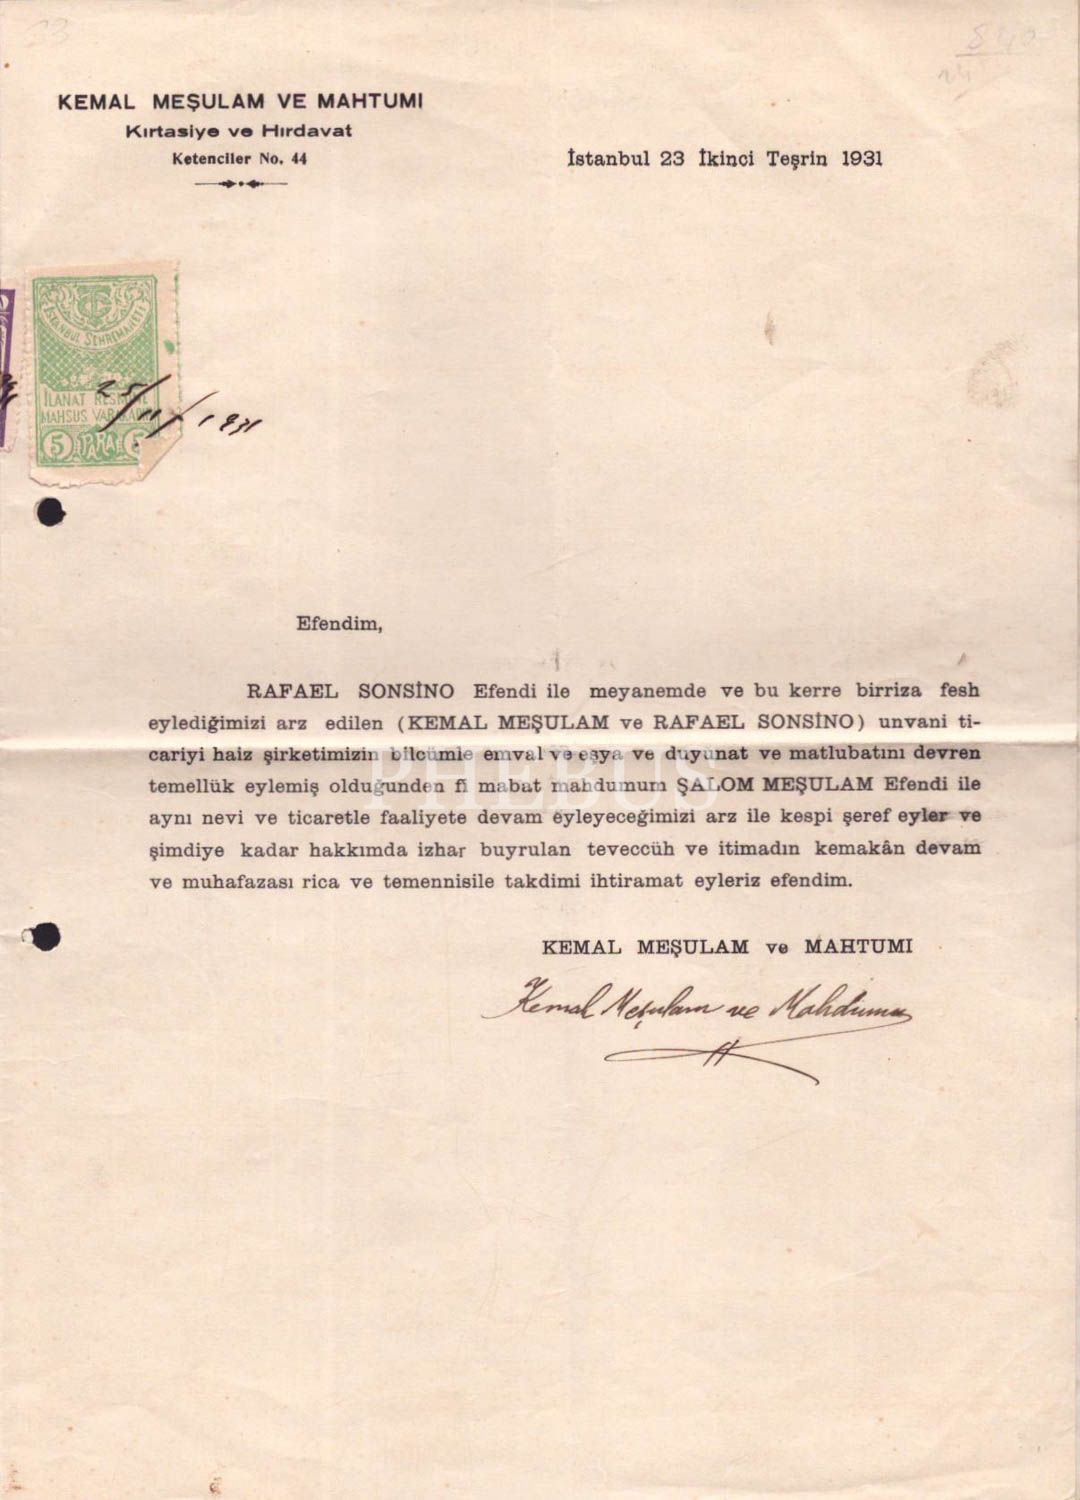 KEMAL MEŞULAM VE MAHTUMI
Kırtasiye ve Hırdavat
Ketenciler No. 44
İstanbul 23 İkinci Teşrin 1931
İSTANBUL ŞEHREMANETİ
İLANAT RESMİNE
MAHSUS VARAKADIR
5 PARA 5
25/11/1931
Efendim,
RAFAEL SONSİNO Efendi ile meyanemde ve bu kerre birriza fesh
eylediğimizi arz edilen (KEMAL MEŞULAM ve RAFAEL SONSİNO) unvani ti-
cariyi haiz şirketimizin bilcümle emval ve eşya ve duyunat ve matlubatını devren
temellük eylemiş olduğundan fi mabat mahdumum ŞALOM MEŞULAM Efendi ile
aynı nevi ve ticaretle faaliyete devam eyleyeceğimizi arz ile kespi şeref eyler ve
şimdiye kadar hakkımda izhar buyrulan teveccüh ve itimadın kemakân devam
ve muhafazası rica ve temennisile takdimi ihtiramat eyleriz efendim.
PHEBUS
KEMAL MEŞULAM ve MAHTUMI
Kemal Meşulam ve Mahdumu